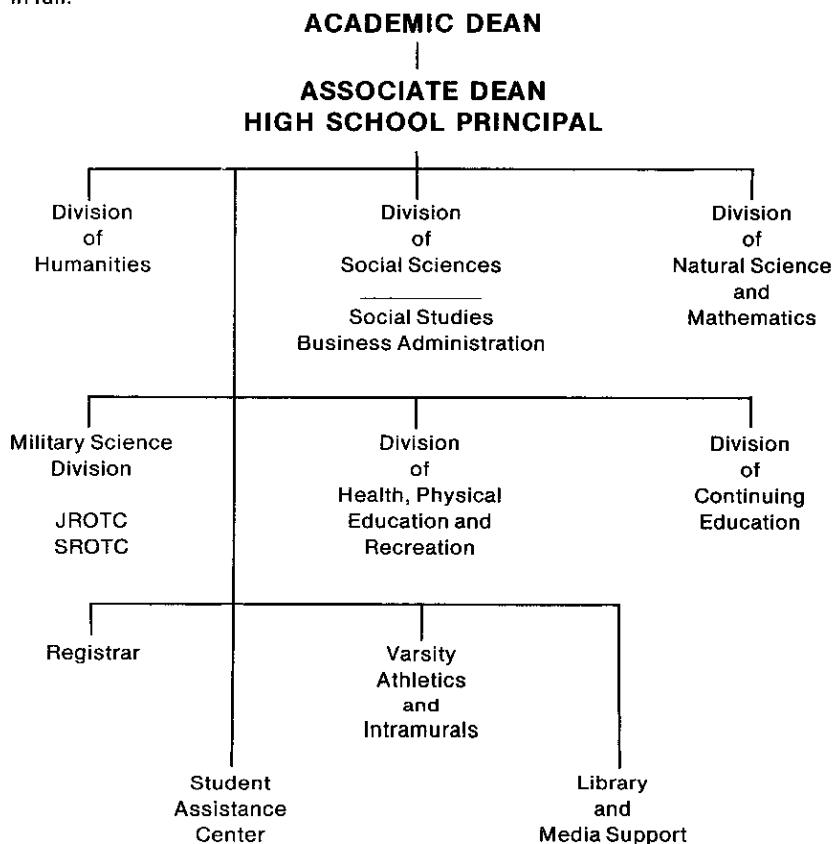 in full.
ACADEMIC DEAN
ASSOCIATE DEAN
HIGH SCHOOL PRINCIPAL
Division
of
Humanities
Division
of
Social Sciences
Social Studies
Business Administration
Division
of
Natural Science
and
Mathematics
Military Science
Division
JROTC
SROTC
Division
of
Health, Physical
Education and
Recreation
Division
of
Continuing
Education
Registrar
Varsity
Athletics
and
Intramurals
Student
Assistance
Center
Library
and
Media Support